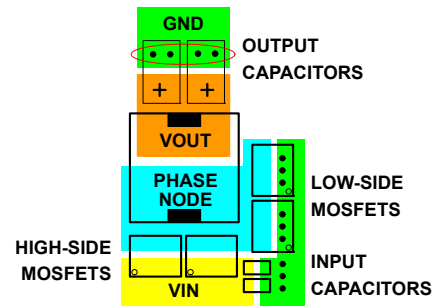 GND
OUTPUT
CAPACITORS
+ +
VOUT
PHASE
NODE
LOW-SIDE
MOSFETS
HIGH-SIDE
MOSFETS
INPUT
CAPACITORS
VIN